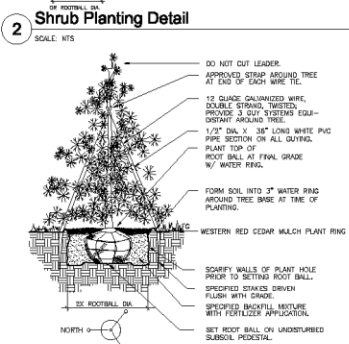 OR ROOTBALL DIA.
2
Shrub Planting Detail
SCALE: NTS
DO NOT CUT LEADER.
APPROVED STRAP AROUND TREE
AT END OF EACH WIRE TIE.
12 GUAGE GALVANIZED WIRE,
DOUBLE STRAND, TWISTED;
PROVIDE 3 GUY SYSTEMS EQUI-
DISTANT AROUND TREE.
1/2" DIA. X 36" LONG WHITE PVC
PIPE SECTION ON ALL GUYING.
PLANT TOP OF
ROOT BALL AT FINAL GRADE
W/ WATER RING.
FORM SOIL INTO 3" WATER RING
AROUND TREE BASE AT TIME OF
PLANTING.
FG
WESTERN RED CEDAR MULCH PLANT RING
SCARIFY WALLS OF PLANT HOLE
PRIOR TO SETTING ROOT BALL.
SPECIFIED STAKES DRIVEN
FLUSH WITH GRADE.
2X ROOTBALL DIA.
SPECIFIED BACKFILL MIXTURE
WITH FERTILIZER APPLICATION.
NORTH
SET ROOT BALL ON UNDISTURBED
SUBSOIL PEDESTAL.